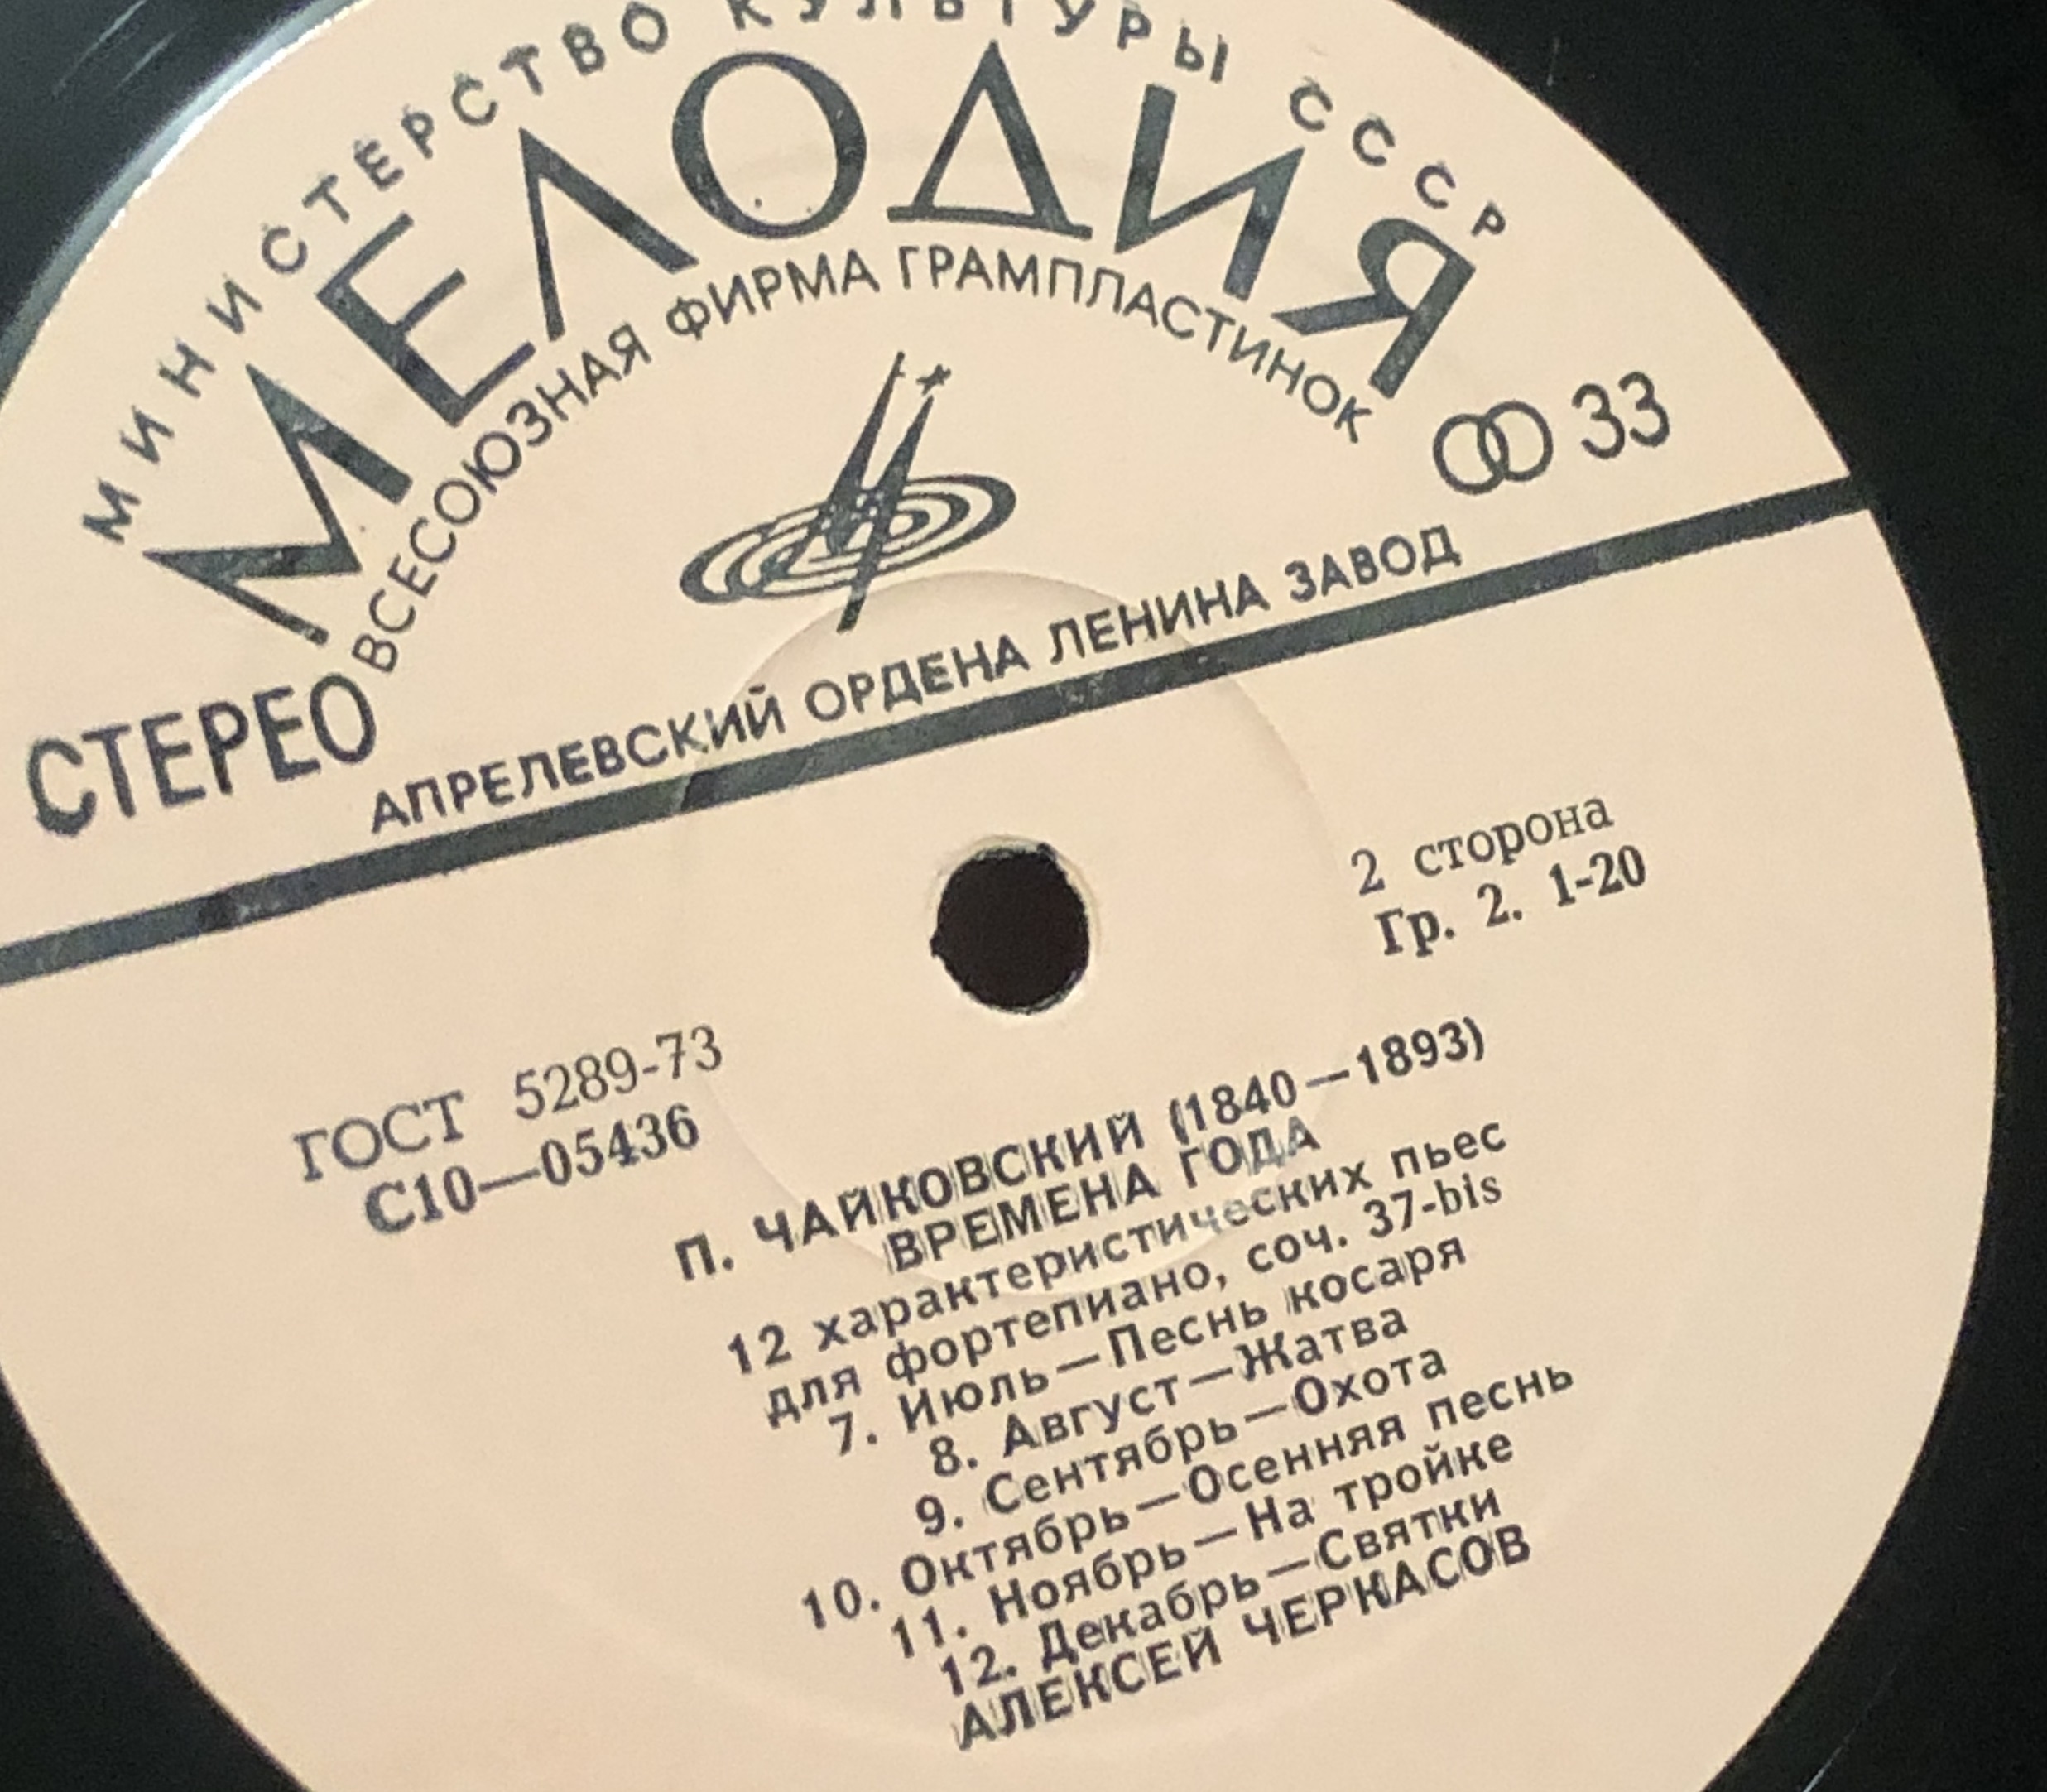 МИНИСТЕРСТВО КУЛЬТУРЫ СССР
МЕЛОДИЯ
ВСЕСОЮЗНАЯ ФИРМА ГРАМПЛАСТИНОК
33
СТЕРЕО
АПРЕЛЕВСКИЙ ОРДЕНА ЛЕНИНА ЗАВОД
2 сторона
Гр. 2. 1-20
ГОСТ 5289-73
С10—05436
П. ЧАЙКОВСКИЙ (1840—1893)
ВРЕМЕНА ГОДА
12 характеристических пьес
для фортепиано, соч. 37-bis
7. Июль—Песнь косаря
8. Август—Жатва
9. Сентябрь—Охота
10. Октябрь—Осенняя песнь
11. Ноябрь—На тройке
12. Декабрь—Святки
АЛЕКСЕЙ ЧЕРКАСОВ